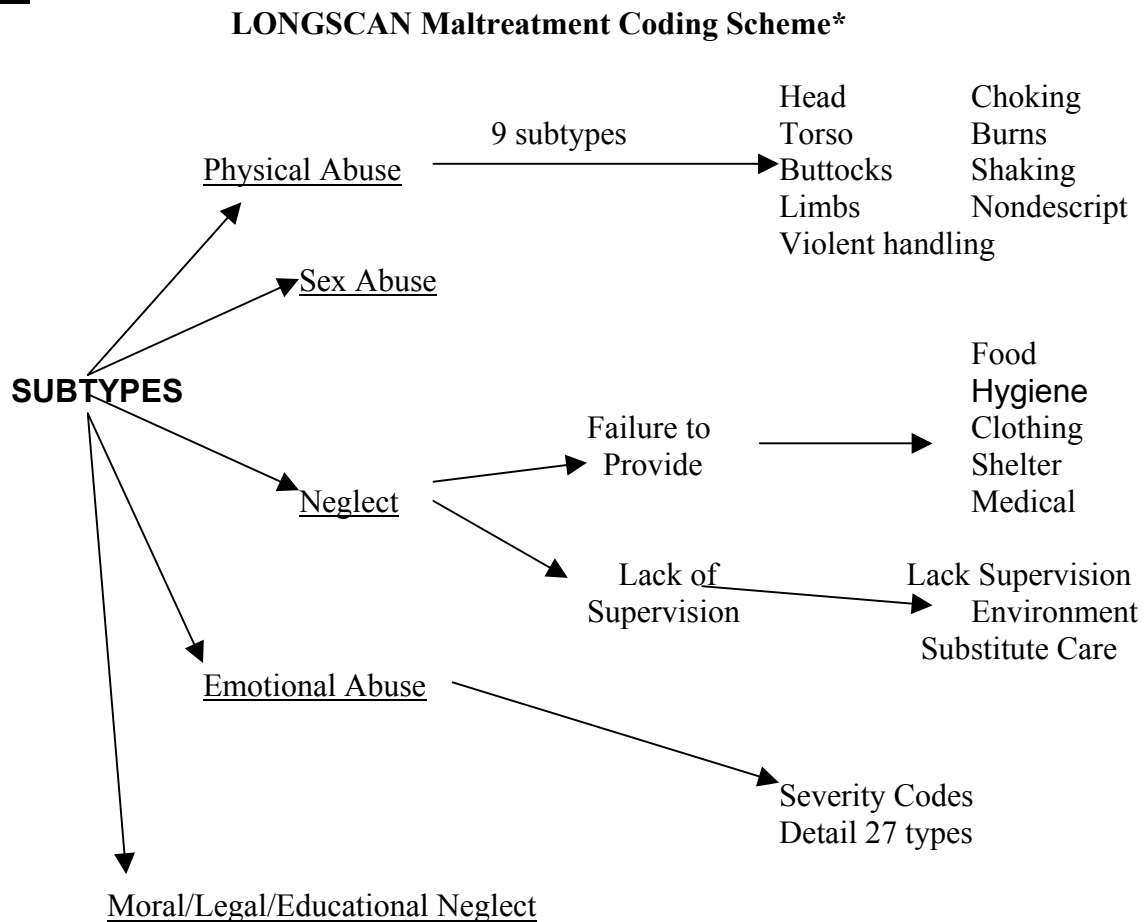 LONGSCAN Maltreatment Coding Scheme*
Head Choking
9 subtypes Torso Burns
Physical Abuse Buttocks Shaking
Limbs Nondescript
Violent handling
Sex Abuse
SUBTYPES
Neglect
Failure to
Provide
Food
Hygiene
Clothing
Shelter
Medical
Lack of
Supervision
Lack Supervision
Environment
Substitute Care
Emotional Abuse
Severity Codes
Detail 27 types
Moral/Legal/Educational Neglect